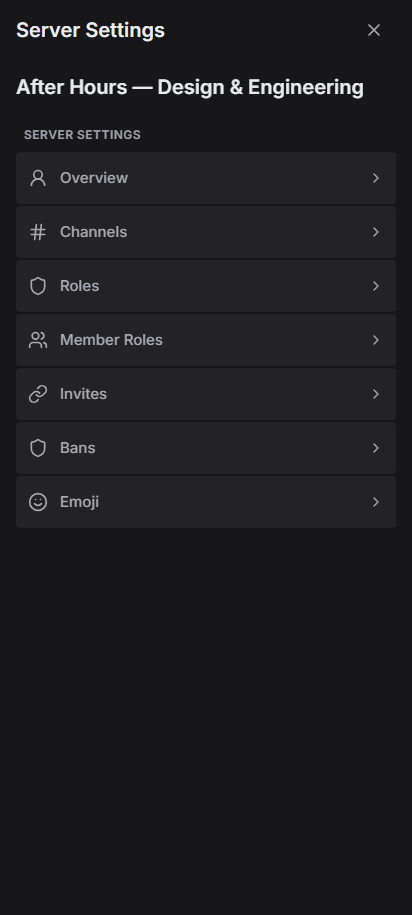 Server Settings
After Hours — Design & Engineering
SERVER SETTINGS
Overview
Channels
Roles
Member Roles
Invites
Bans
Emoji